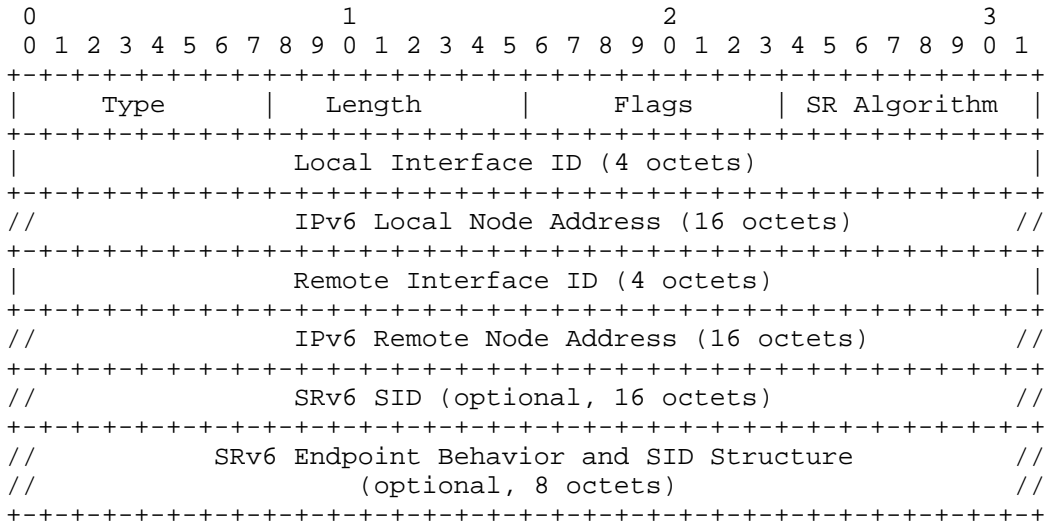 0                   1                   2                   3
 0 1 2 3 4 5 6 7 8 9 0 1 2 3 4 5 6 7 8 9 0 1 2 3 4 5 6 7 8 9 0 1
+-+-+-+-+-+-+-+-+-+-+-+-+-+-+-+-+-+-+-+-+-+-+-+-+-+-+-+-+-+-+-+-+
|     Type      |   Length      |     Flags     | SR Algorithm  |
+-+-+-+-+-+-+-+-+-+-+-+-+-+-+-+-+-+-+-+-+-+-+-+-+-+-+-+-+-+-+-+-+
|                 Local Interface ID (4 octets)                 |
+-+-+-+-+-+-+-+-+-+-+-+-+-+-+-+-+-+-+-+-+-+-+-+-+-+-+-+-+-+-+-+-+
//                IPv6 Local Node Address (16 octets)          //
+-+-+-+-+-+-+-+-+-+-+-+-+-+-+-+-+-+-+-+-+-+-+-+-+-+-+-+-+-+-+-+-+
|                 Remote Interface ID (4 octets)                |
+-+-+-+-+-+-+-+-+-+-+-+-+-+-+-+-+-+-+-+-+-+-+-+-+-+-+-+-+-+-+-+-+
//                IPv6 Remote Node Address (16 octets)         //
+-+-+-+-+-+-+-+-+-+-+-+-+-+-+-+-+-+-+-+-+-+-+-+-+-+-+-+-+-+-+-+-+
//                SRv6 SID (optional, 16 octets)               //
+-+-+-+-+-+-+-+-+-+-+-+-+-+-+-+-+-+-+-+-+-+-+-+-+-+-+-+-+-+-+-+-+
//           SRv6 Endpoint Behavior and SID Structure          //
//                    (optional, 8 octets)                     //
+-+-+-+-+-+-+-+-+-+-+-+-+-+-+-+-+-+-+-+-+-+-+-+-+-+-+-+-+-+-+-+-+